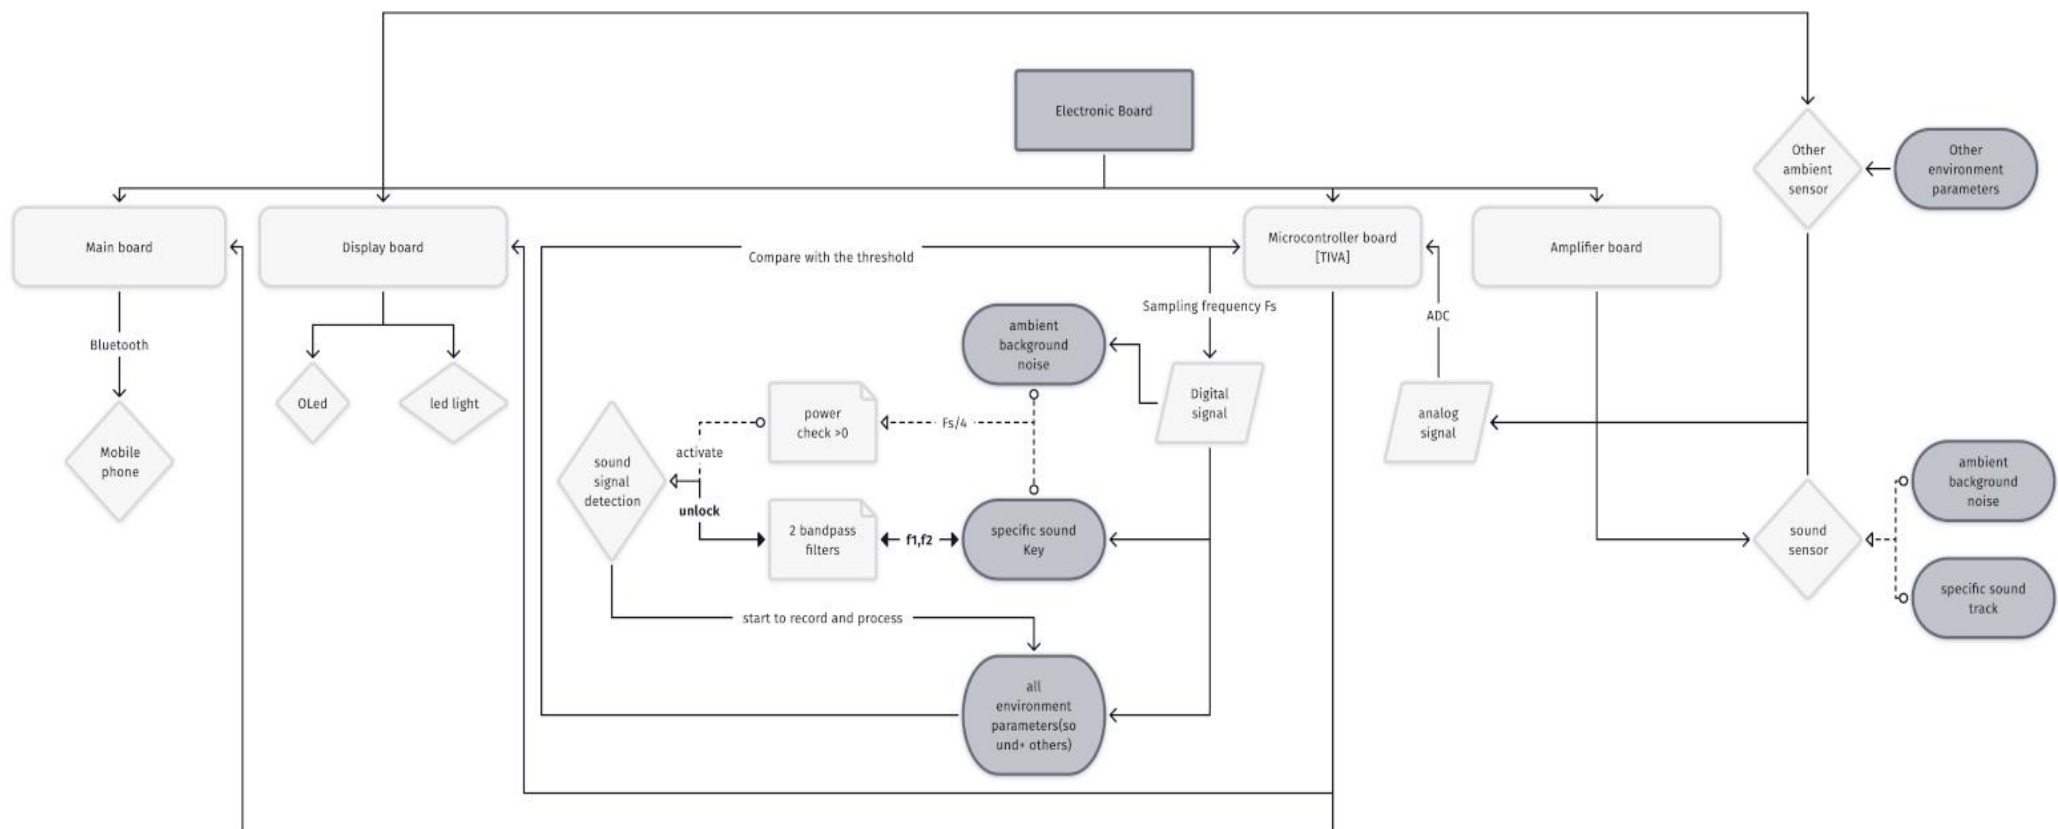 Electronic Board
Other
ambient
sensor
Other
environment
parameters
Main board
Display board
Compare with the threshold
Microcontroller board
[TIVA]
Amplifier board
Sampling frequency Fs
ADC
Bluetooth
ambient
background
noise
OLed
led light
Digital
signal
power
check >0
Fs/4
analog
signal
Mobile
phone
sound
signal
detection
activate
unlock
2 bandpass
filters
f1,f2
specific sound
Key
ambient
background
noise
sound
sensor
specific sound
track
start to record and process
all
environment
parameters(so
und+ others)